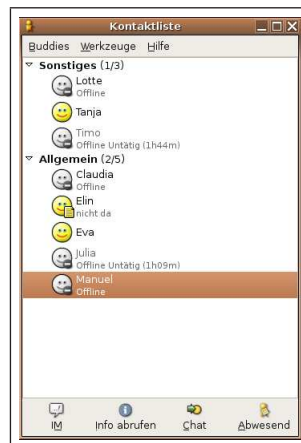 Kontaktliste
Buddies Werkzeuge Hilfe
Sonstiges (1/3)
Lotte
Offline
Tanja
Timo
Offline Untätig (1h44m)
Allgemein (2/5)
Claudia
Offline
Elin
nicht da
Eva
Julia
Offline Untätig (1h09m)
Manuel
Offline
IM Info abrufen Chat Abwesend